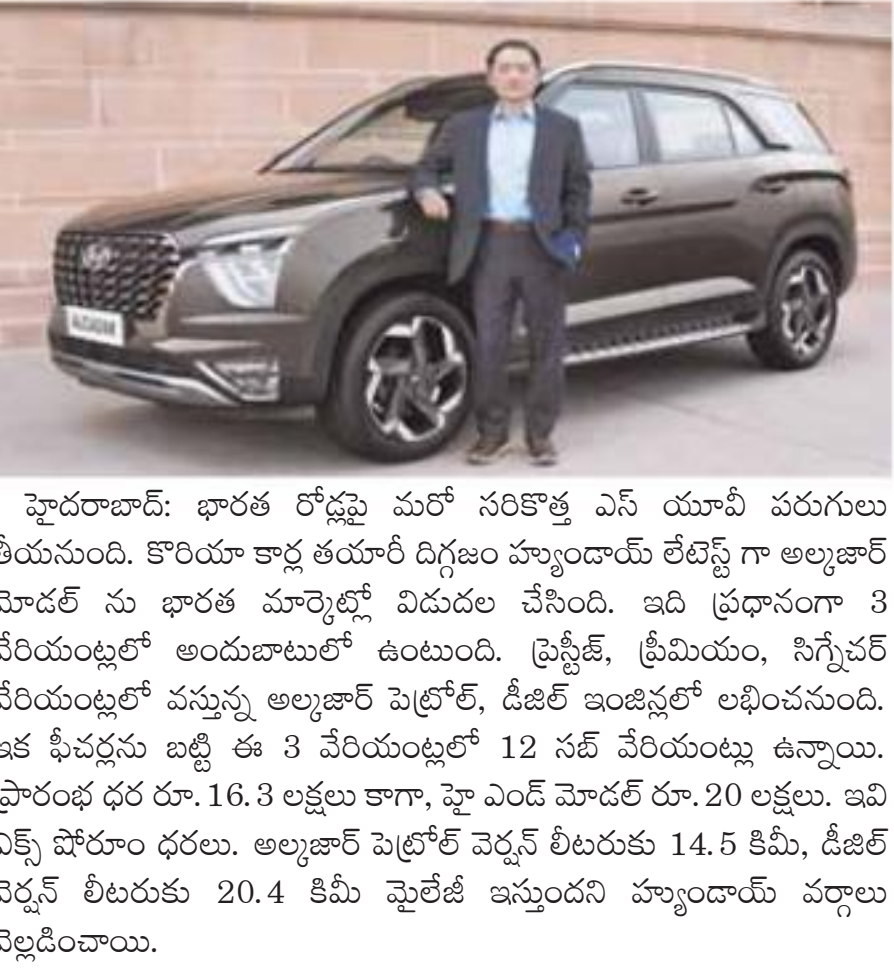 ALCAZAR
హైదరాబాద్: భారత రోడ్లపై మరో సరికొత్త ఎస్ యూవీ పరుగులు
తీయనుంది. కొరియా కార్ల తయారీ దిగ్గజం హ్యుండాయ్ లేటెస్ట్ గా అల్కజార్
మోడల్ ను భారత మార్కెట్లో విడుదల చేసింది. ఇది ప్రధానంగా 3
వేరియంట్లలో అందుబాటులో ఉంటుంది. ప్రెస్టీజ్, ప్రీమియం, సిగ్నేచర్
వేరియంట్లలో వస్తున్న అల్కజార్ పెట్రోల్, డీజిల్ ఇంజిన్లలో లభించనుంది.
ఇక ఫీచర్లను బట్టి ఈ 3 వేరియంట్లలో 12 సబ్ వేరియంట్లు ఉన్నాయి.
ప్రారంభ ధర రూ.16.3 లక్షలు కాగా, హై ఎండ్ మోడల్ రూ.20 లక్షలు. ఇవి
ఎక్స్ షోరూం ధరలు. అల్కజార్ పెట్రోల్ వెర్షన్ లీటరుకు 14.5 కిమీ, డీజిల్
వెర్షన్ లీటరుకు 20.4 కిమీ మైలేజీ ఇస్తుందని హ్యుండాయ్ వర్గాలు
వెల్లడించాయి.